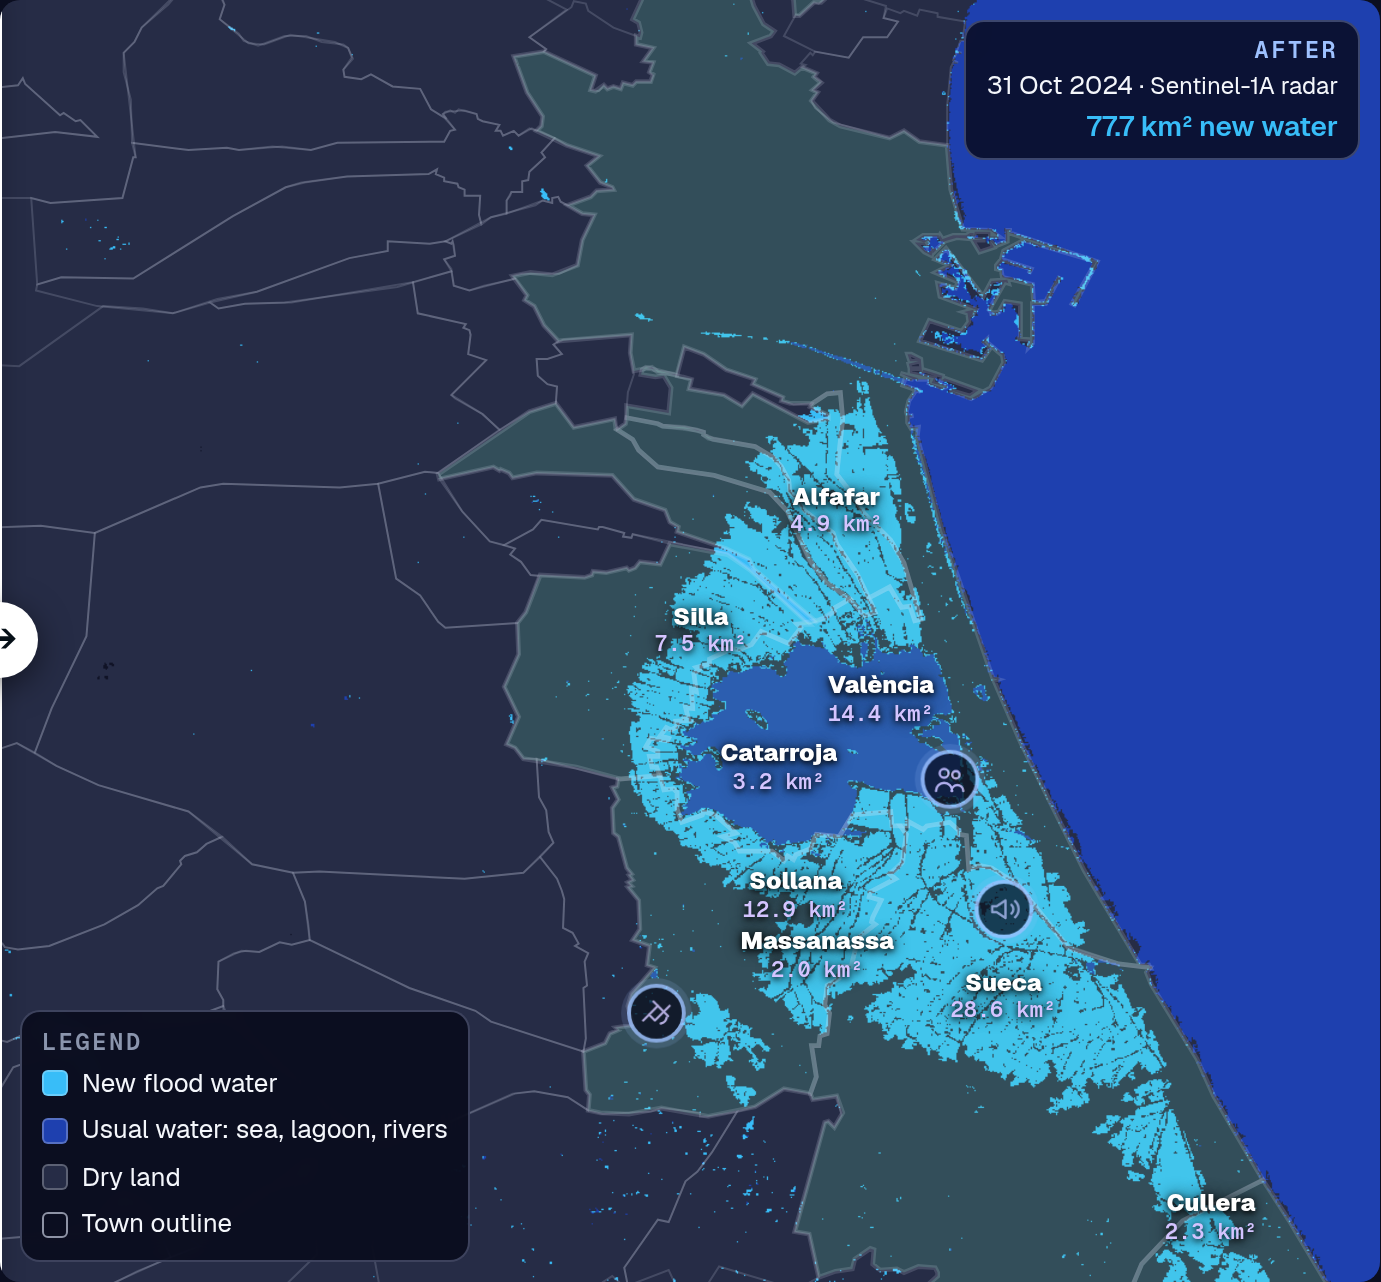 AFTER
31 Oct 2024 · Sentinel-1A radar
77.7 km² new water
Alfafar
4.9 km²
Silla
7.5 km²
València
14.4 km²
Catarroja
3.2 km²
Sollana
12.9 km²
Massanassa
2.0 km²
Sueca
28.6 km²
Cullera
2.3 km²
LEGEND
New flood water
Usual water: sea, lagoon, rivers
Dry land
Town outline